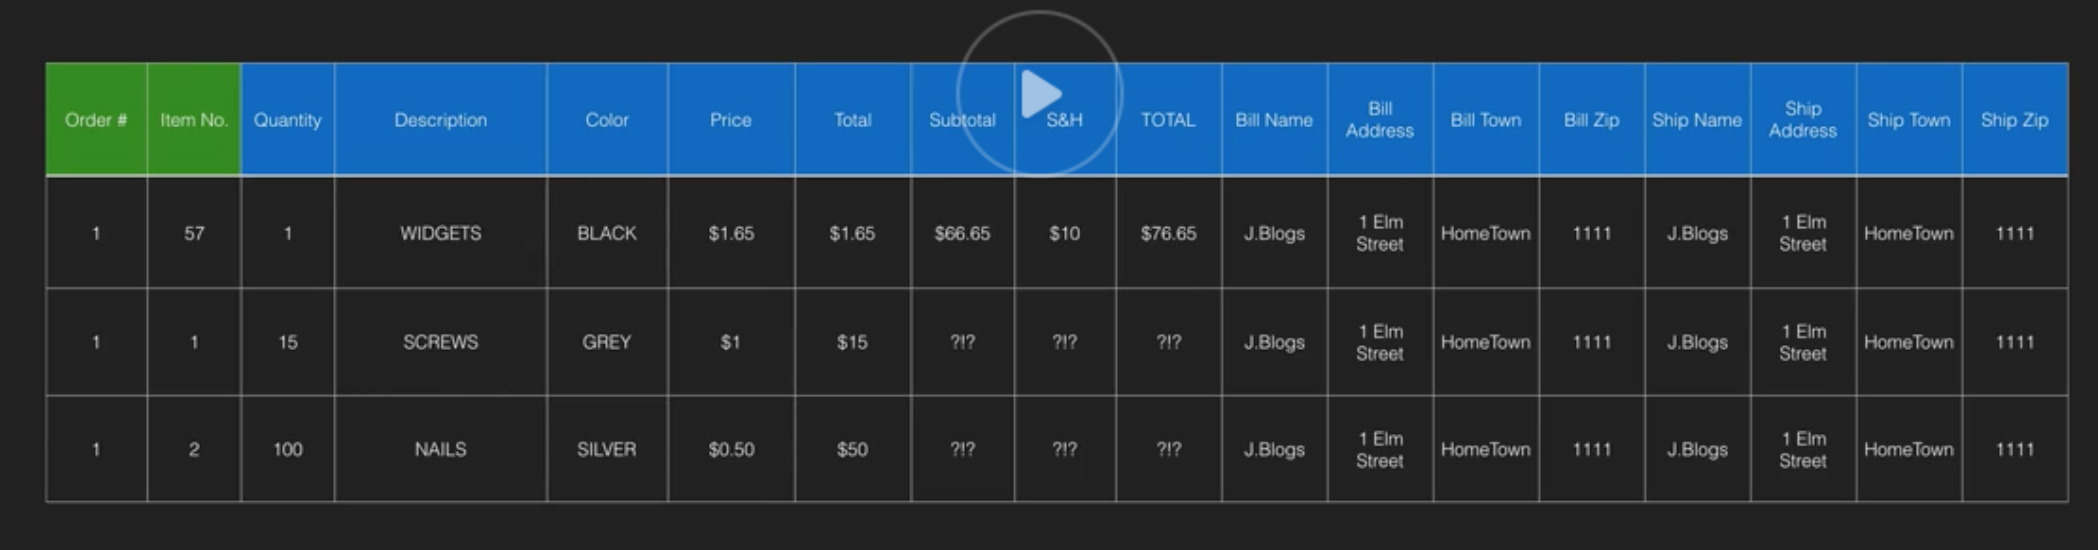 Order # Item No. Quantity Description Color Price Total Subtotal S&H TOTAL Bill Name Bill Address Bill Town Bill Zip Ship Name Ship Address Ship Town Ship Zip
1 57 1 WIDGETS BLACK $1.65 $1.65 $66.65 $10 $76.65 J.Blogs 1 Elm Street HomeTown 1111 J.Blogs 1 Elm Street HomeTown 1111
1 1 15 SCREWS GREY $1 $15 ?!? ?!? ?!? J.Blogs 1 Elm Street HomeTown 1111 J.Blogs 1 Elm Street HomeTown 1111
1 2 100 NAILS SILVER $0.50 $50 ?!? ?!? ?!? J.Blogs 1 Elm Street HomeTown 1111 J.Blogs 1 Elm Street HomeTown 1111